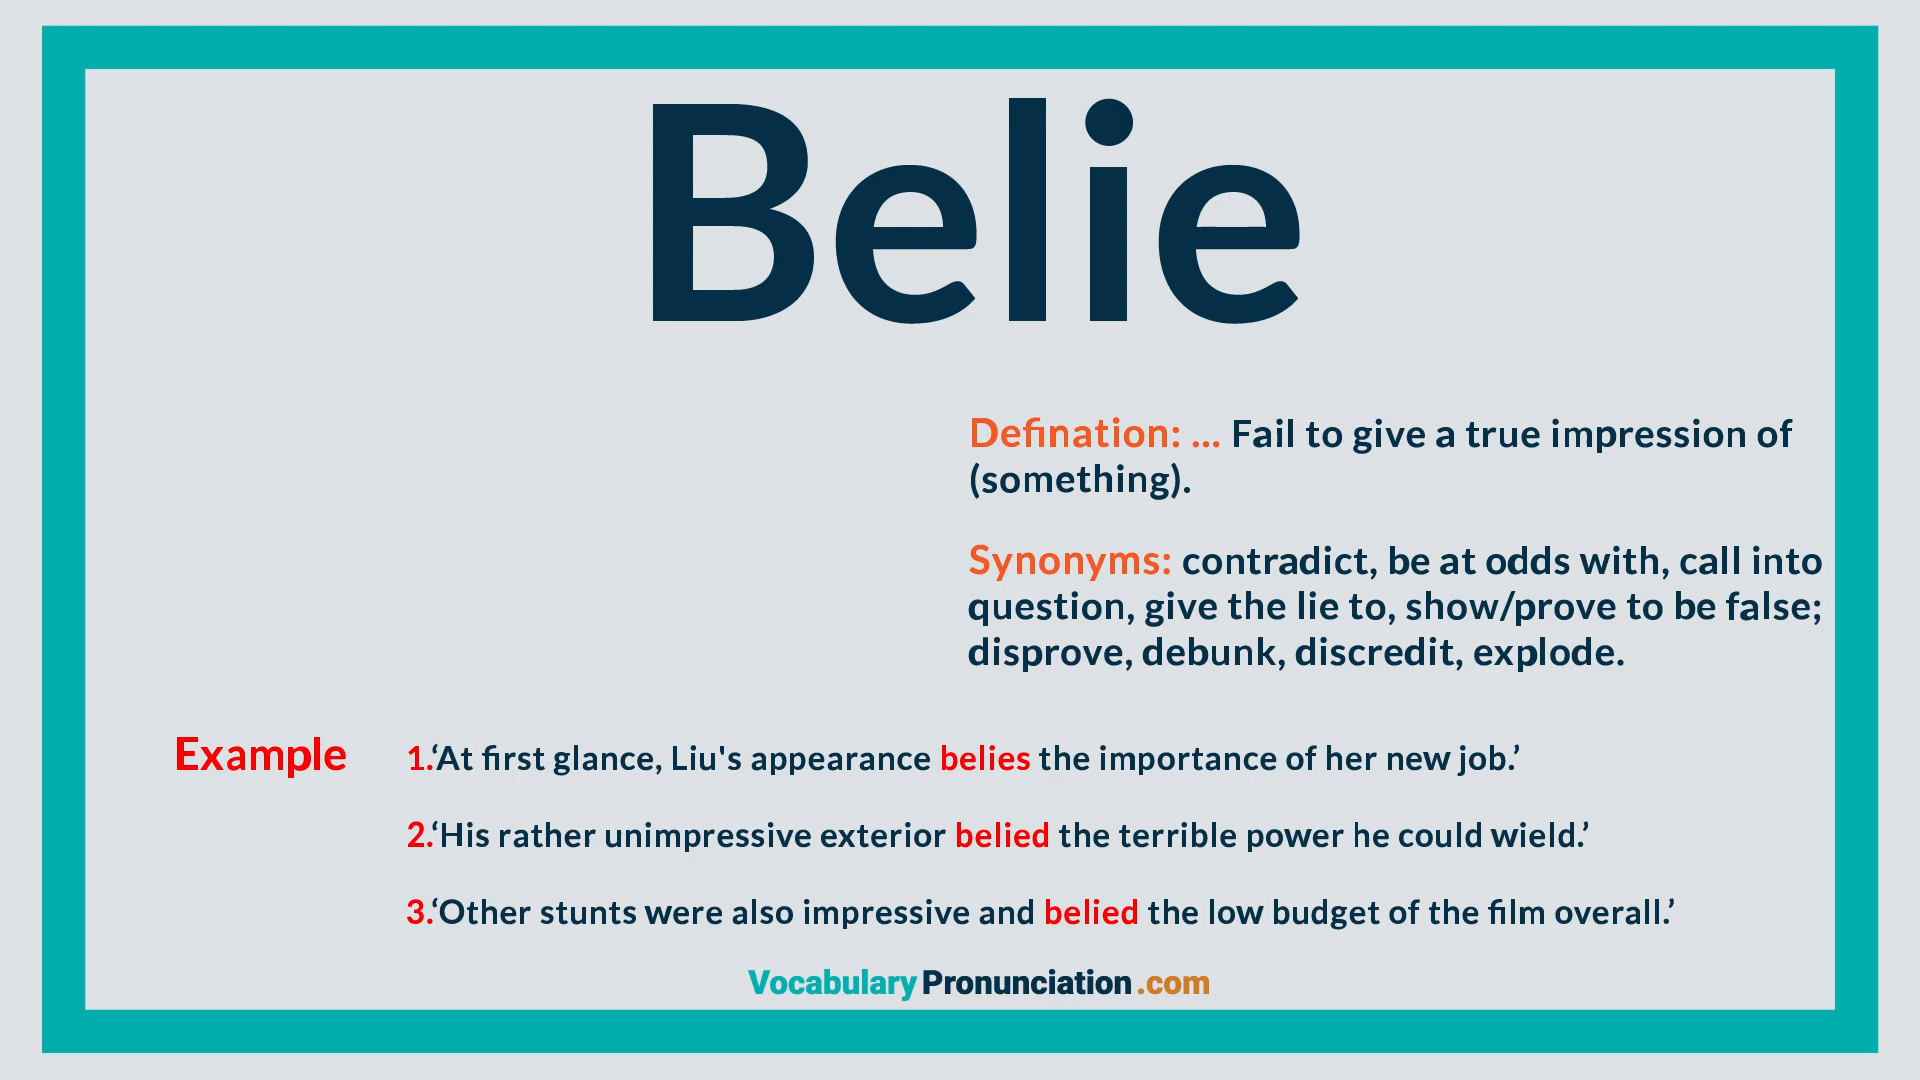 Belie
Defination: ... Fail to give a true impression of
(something).
Synonyms: contradict, be at odds with, call into
question, give the lie to, show/prove to be false;
disprove, debunk, discredit, explode.
Example
1.‘At first glance, Liu's appearance belies the importance of her new job.’
2.‘His rather unimpressive exterior belied the terrible power he could wield.’
3.‘Other stunts were also impressive and belied the low budget of the film overall.’
VocabularyPronunciation.com